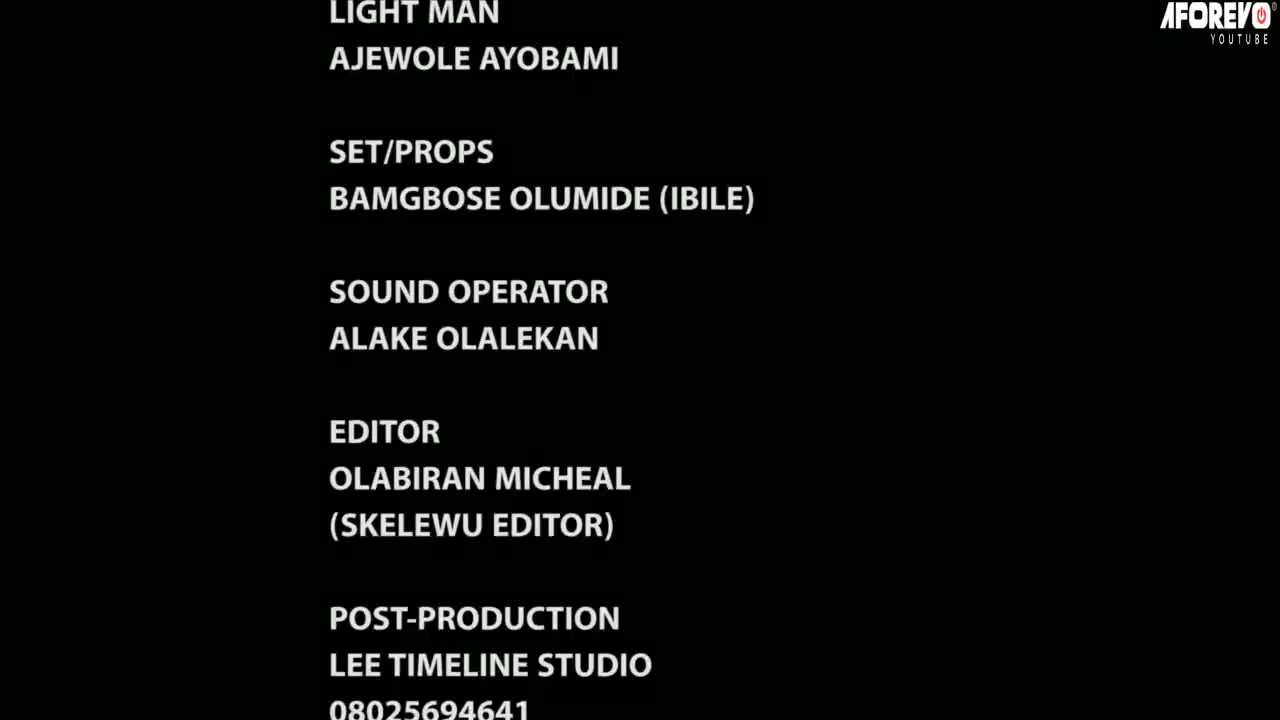 LIGHT MAN
AJEWOLE AYOBAMI
SET/PROPS
BAMGBOSE OLUMIDE (IBILE)
SOUND OPERATOR
ALAKE OLALEKAN
EDITOR
OLABIRAN MICHEAL
(SKELEWU EDITOR)
POST-PRODUCTION
LEE TIMELINE STUDIO
08025694641
AFOREVO
YOUTUBE